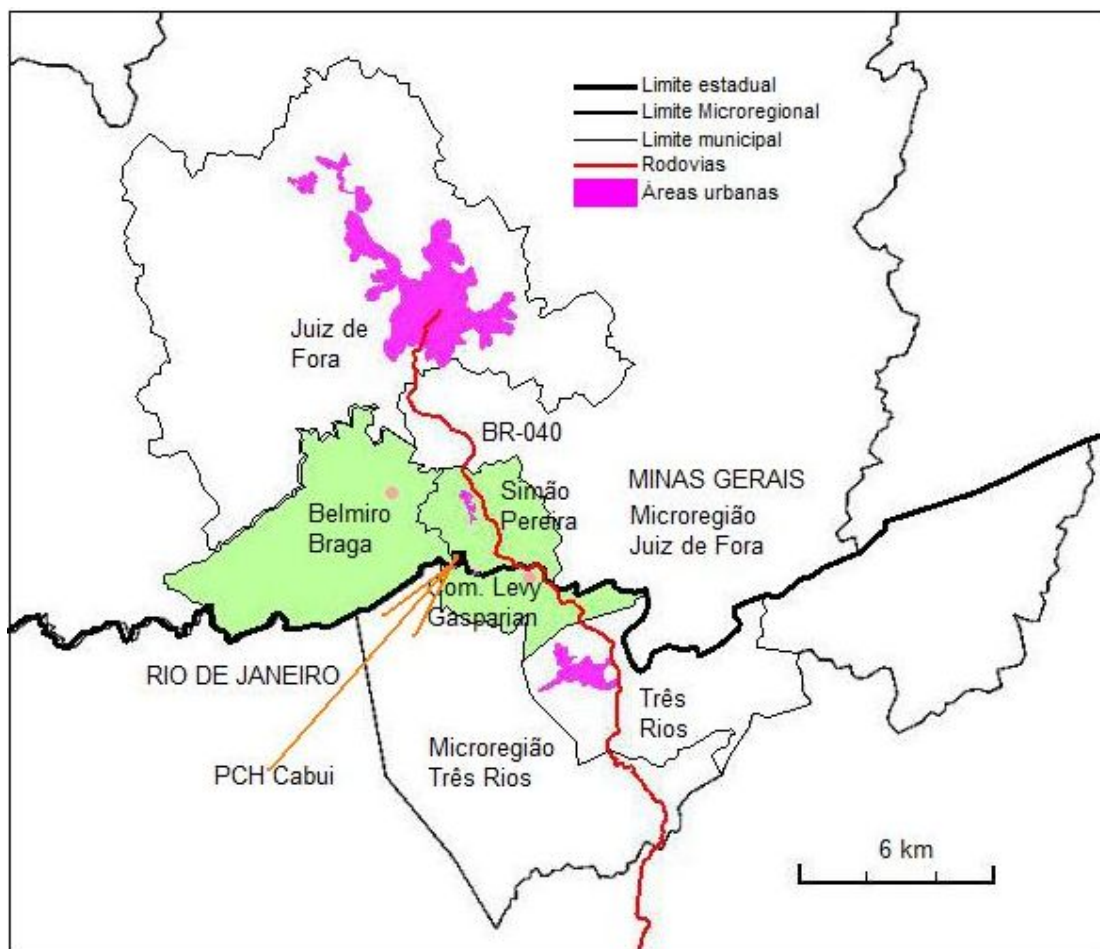 Limite estadual
Limite Microregional
Limite municipal
Rodovias
Áreas urbanas
Juiz de
Fora
BR-040
MINAS GERAIS
Microregião
Juiz de Fora
Simão
Pereira
Belmiro
Braga
Com. Levy
Gasparian
RIO DE JANEIRO
Três
Rios
Microregião
Três Rios
PCH Cabui
6 km